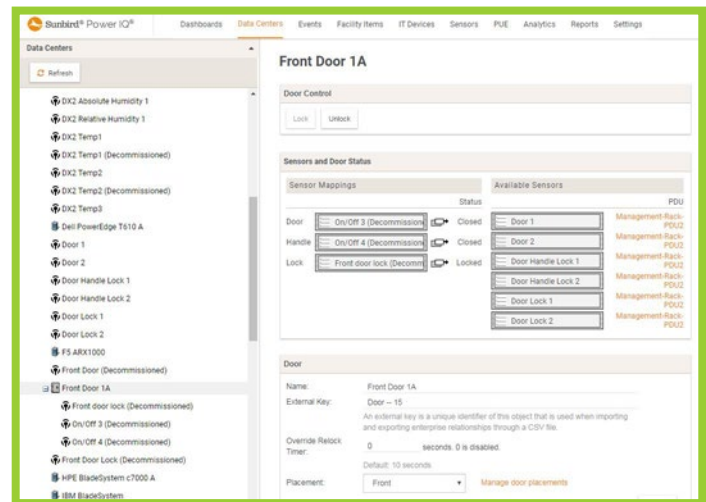 Sunbird® Power IQ® Dashboards Data Centers Events Facility Items IT Devices Sensors PUE Analytics Reports Settings
Data Centers
Refresh
DX2 Absolute Humidity 1
DX2 Relative Humidity 1
DX2 Temp1
DX2 Temp1 (Decommissioned)
DX2 Temp2
DX2 Temp2 (Decommissioned)
DX2 Temp3
Dell PowerEdge T610 A
Door 1
Door 2
Door Handle Lock 1
Door Handle Lock 2
Door Lock 1
Door Lock 2
F5 ARX1000
Front Door (Decommissioned)
Front Door 1A
Front door lock (Decommissioned)
On/Off 3 (Decommissioned)
On/Off 4 (Decommissioned)
Front Door Lock (Decommissioned)
HPE BladeSystem c7000 A
IBM BladeSystem
Front Door 1A
Door Control
Lock Unlock
Sensors and Door Status
Sensor Mappings
Status
Door On/Off 3 (Decommission Closed
Handle On/Off 4 (Decommission Closed
Lock Front door lock (Decomm Locked
Available Sensors
PDU
Door 1 Management-Rack-
PDU2
Door 2 Management-Rack-
PDU2
Door Handle Lock 1 Management-Rack-
PDU2
Door Handle Lock 2 Management-Rack-
PDU2
Door Lock 1 Management-Rack-
PDU2
Door Lock 2 Management-Rack-
PDU2
Door
Name: Front Door 1A
External Key: Door -- 15
An external key is a unique identifier of this object that is used when importing
and exporting enterprise relationships through a CSV file.
Override Relock
Timer: 0 seconds. 0 is disabled.
Default: 10 seconds
Placement: Front Manage door placements